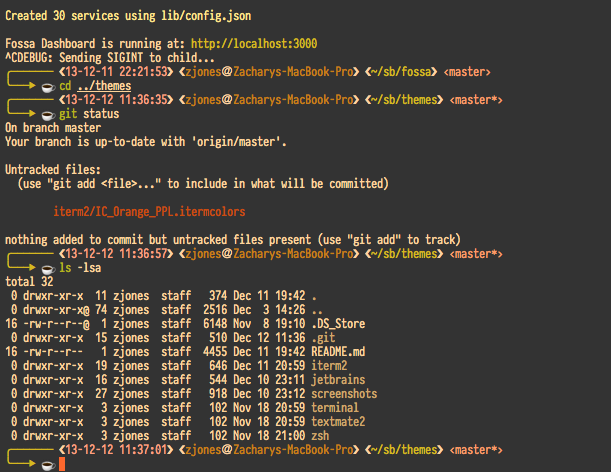 Created 30 services using lib/config.json
Fossa Dashboard is running at: http://localhost:3000
^CDEBUG: Sending SIGINT to child...
❮13-12-11 22:21:53❯ ❮zjones@Zacharys-MacBook-Pro❯ ❮~/sb/fossa❯ <master>
cd ../themes
❮13-12-12 11:36:35❯ ❮zjones@Zacharys-MacBook-Pro❯ ❮~/sb/themes❯ <master*>
git status
On branch master
Your branch is up-to-date with 'origin/master'.
Untracked files:
(use "git add <file>..." to include in what will be committed)
iterm2/IC_Orange_PPL.itermcolors
nothing added to commit but untracked files present (use "git add" to track)
❮13-12-12 11:36:57❯ ❮zjones@Zacharys-MacBook-Pro❯ ❮~/sb/themes❯ <master*>
ls -lsa
total 32
0 drwxr-xr-x 11 zjones staff 374 Dec 11 19:42 .
0 drwxr-xr-x@ 74 zjones staff 2516 Dec 3 14:26 ..
16 -rw-r--r--@ 1 zjones staff 6148 Nov 8 19:10 .DS_Store
0 drwxr-xr-x 15 zjones staff 510 Dec 12 11:36 .git
16 -rw-r--r-- 1 zjones staff 4455 Dec 11 19:42 README.md
0 drwxr-xr-x 19 zjones staff 646 Dec 11 20:59 iterm2
0 drwxr-xr-x 16 zjones staff 544 Dec 10 23:11 jetbrains
0 drwxr-xr-x 27 zjones staff 918 Dec 10 23:12 screenshots
0 drwxr-xr-x 3 zjones staff 102 Nov 18 20:59 terminal
0 drwxr-xr-x 3 zjones staff 102 Nov 18 20:59 textmate2
0 drwxr-xr-x 3 zjones staff 102 Nov 18 21:00 zsh
❮13-12-12 11:37:01❯ ❮zjones@Zacharys-MacBook-Pro❯ ❮~/sb/themes❯ <master*>